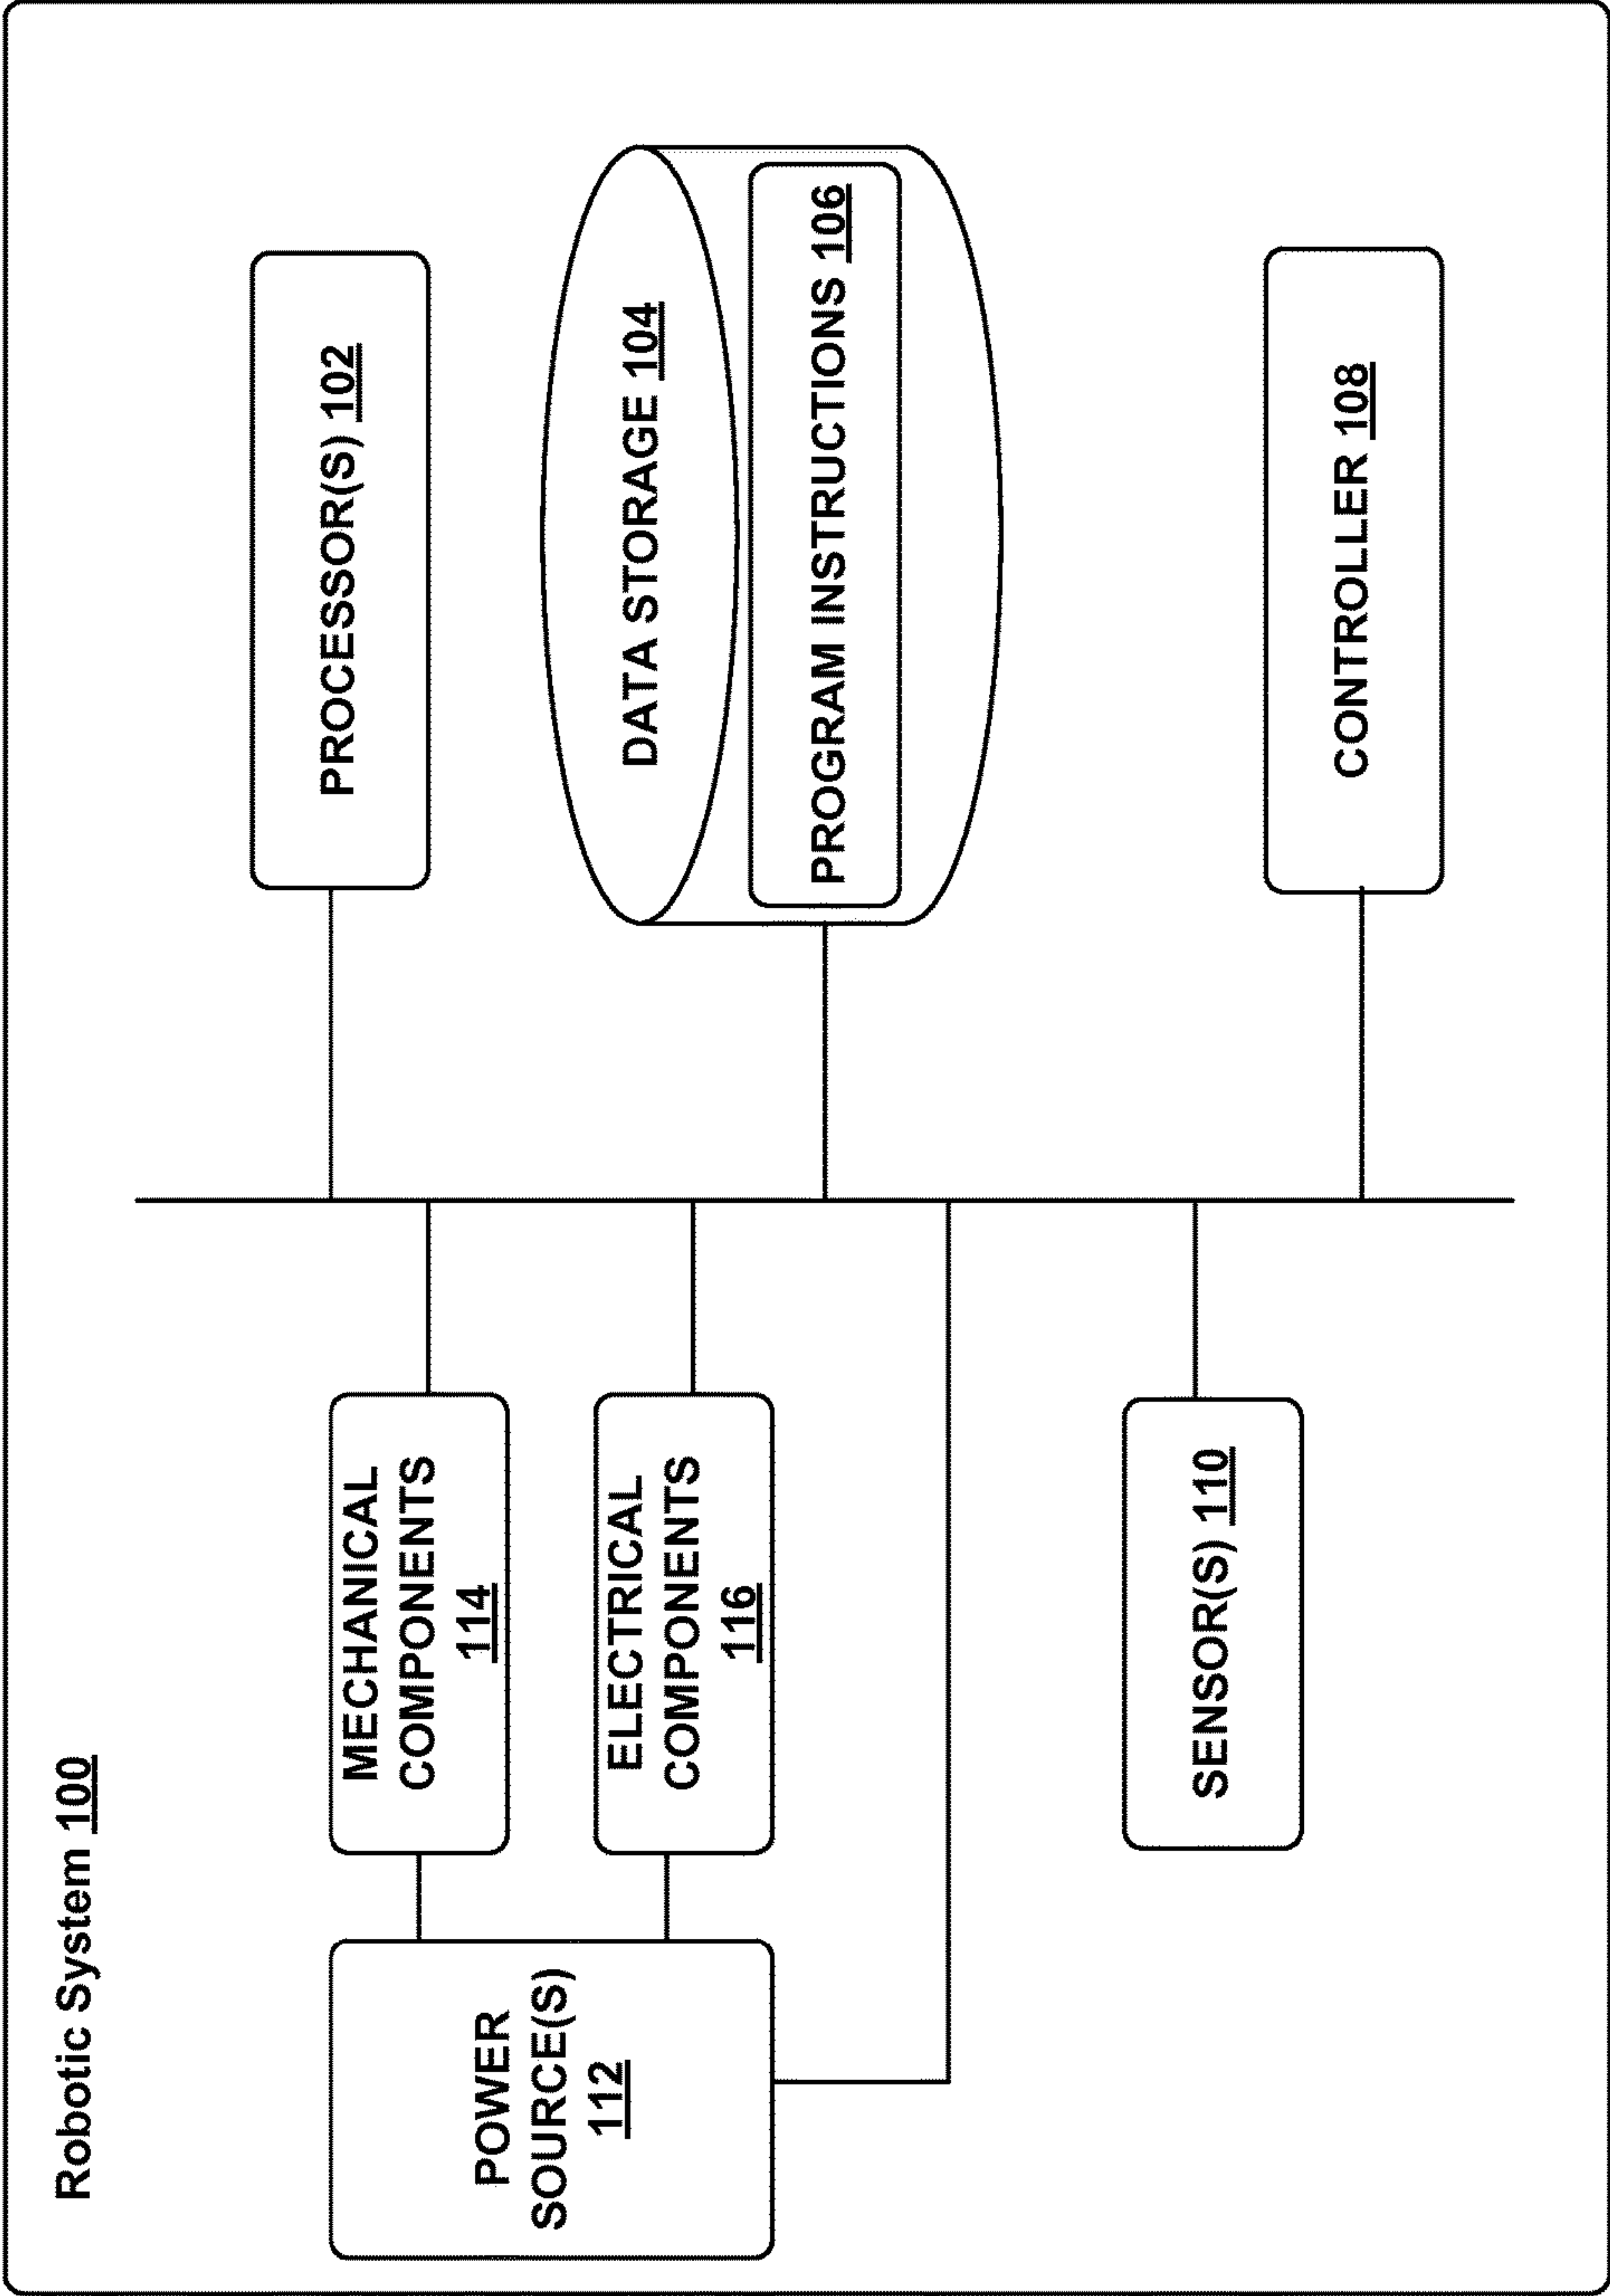 Robotic System 100
POWER
SOURCE(S)
112
MECHANICAL
COMPONENTS
114
ELECTRICAL
COMPONENTS
116
SENSOR(S) 110
PROCESSOR(S) 102
DATA STORAGE 104
PROGRAM INSTRUCTIONS 106
CONTROLLER 108